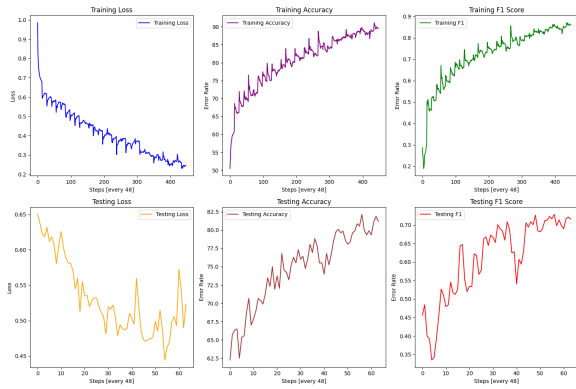 Training Loss
Training Loss
1.0
0.9
0.8
0.7
0.6
0.5
0.4
0.3
0.2
Loss
0 100 200 300 400
Steps [every 48]
Training Accuracy
Training Accuracy
90
85
80
75
70
65
60
55
50
Error Rate
0 100 200 300 400
Steps [every 48]
Training F1 Score
Training F1
0.9
0.8
0.7
0.6
0.5
0.4
0.3
0.2
Error Rate
0 100 200 300 400
Steps [every 48]
Testing Loss
Testing Loss
0.65
0.60
0.55
0.50
0.45
Loss
0 10 20 30 40 50 60
Steps [every 48]
Testing Accuracy
Testing Accuracy
82.5
80.0
77.5
75.0
72.5
70.0
67.5
65.0
62.5
Error Rate
0 10 20 30 40 50 60
Steps [every 48]
Testing F1 Score
Testing F1
0.70
0.65
0.60
0.55
0.50
0.45
0.40
0.35
Error Rate
0 10 20 30 40 50 60
Steps [every 48]